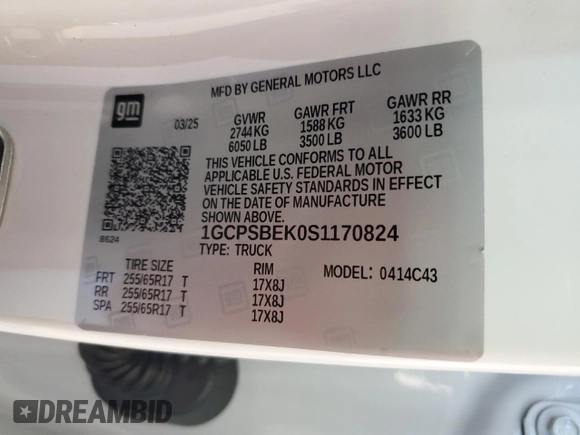 MFD BY GENERAL MOTORS LLC
gm
03/25
GVWR
2744 KG
6050 LB
GAWR FRT
1588 KG
3500 LB
GAWR RR
1633 KG
3600 LB
THIS VEHICLE CONFORMS TO ALL
APPLICABLE U.S. FEDERAL MOTOR
VEHICLE SAFETY STANDARDS IN EFFECT
ON THE DATE OF MANUFACTURE
SHOWN ABOVE.
8624
1GCPSBEK0S1170824
TYPE: TRUCK
TIRE SIZE
RIM
MODEL: 0414C43
FRT 255/65R17 T 17X8J
RR 255/65R17 T 17X8J
SPA 255/65R17 T 17X8J
DREAMBID